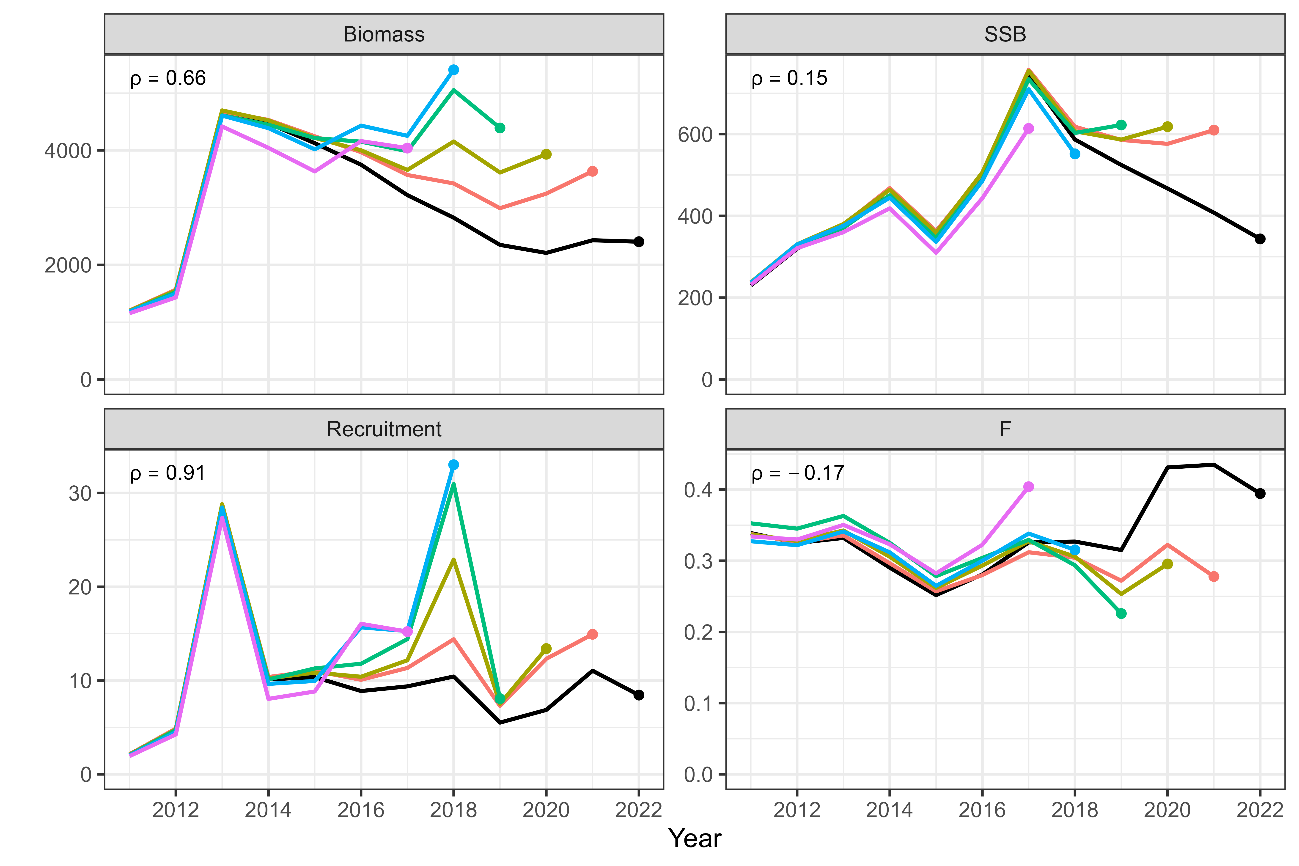 Biomass
SSB
ρ = 0.66
ρ = 0.15
4000
2000
0
600
400
200
0
Recruitment
F
ρ = 0.91
ρ = −0.17
30
20
10
0
0.4
0.3
0.2
0.1
0.0
2012 2014 2016 2018 2020 2022
2012 2014 2016 2018 2020 2022
Year